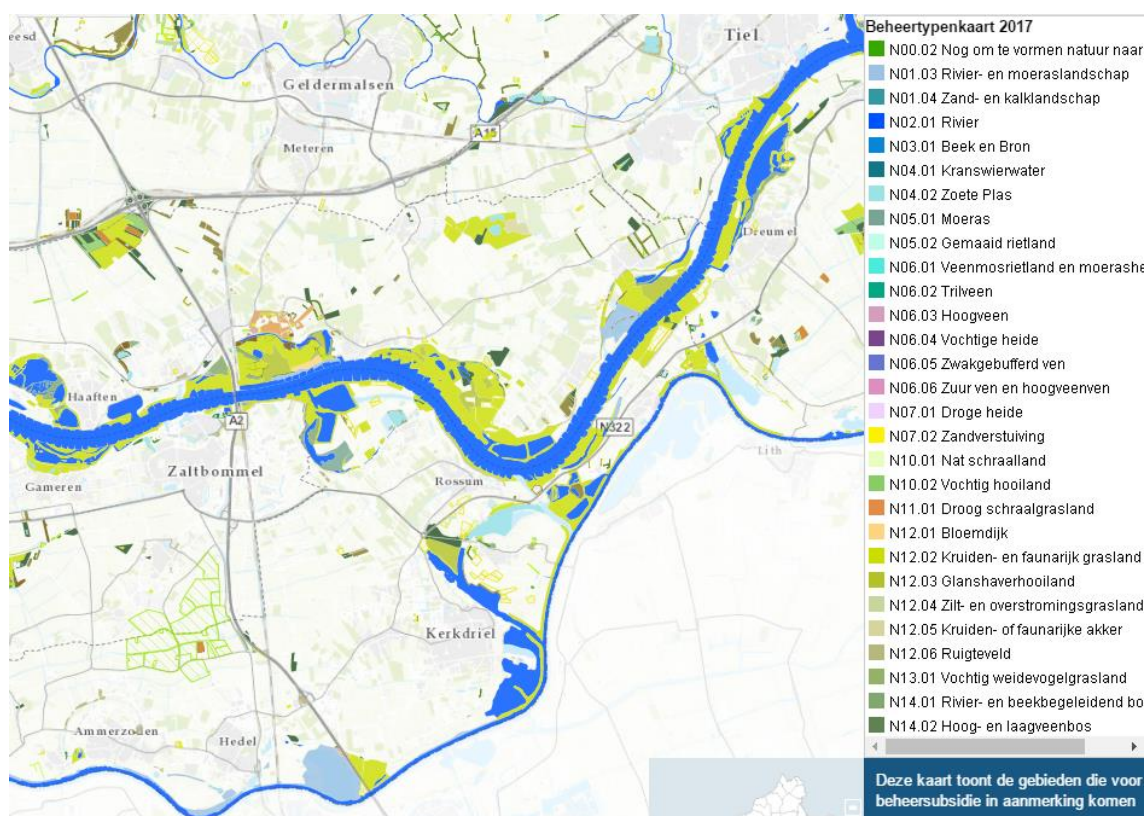 eesd
Tiel
Geldermalsen
A15
Meteren
Dreumel
Haaften
A2
N322
Zaltbommel
Lith
Gameren
Rossum
Kerkdriel
Ammerzoden
Hedel
Beheertypenkaart 2017
N00.02 Nog om te vormen natuur naar
N01.03 Rivier- en moeraslandschap
N01.04 Zand- en kalklandschap
N02.01 Rivier
N03.01 Beek en Bron
N04.01 Kranswierwater
N04.02 Zoete Plas
N05.01 Moeras
N05.02 Gemaaid rietland
N06.01 Veenmosrietland en moerashe
N06.02 Trilveen
N06.03 Hoogveen
N06.04 Vochtige heide
N06.05 Zwakgebufferd ven
N06.06 Zuur ven en hoogveenven
N07.01 Droge heide
N07.02 Zandverstuiving
N10.01 Nat schraalland
N10.02 Vochtig hooiland
N11.01 Droog schraalgrasland
N12.01 Bloemdijk
N12.02 Kruiden- en faunarijk grasland
N12.03 Glanshaverhooiland
N12.04 Zilt- en overstromingsgrasland
N12.05 Kruiden- of faunarijke akker
N12.06 Ruigteveld
N13.01 Vochtig weidevogelgrasland
N14.01 Rivier- en beekbegeleidend bo
N14.02 Hoog- en laagveenbos
Deze kaart toont de gebieden die voor
beheersubsidie in aanmerking komen